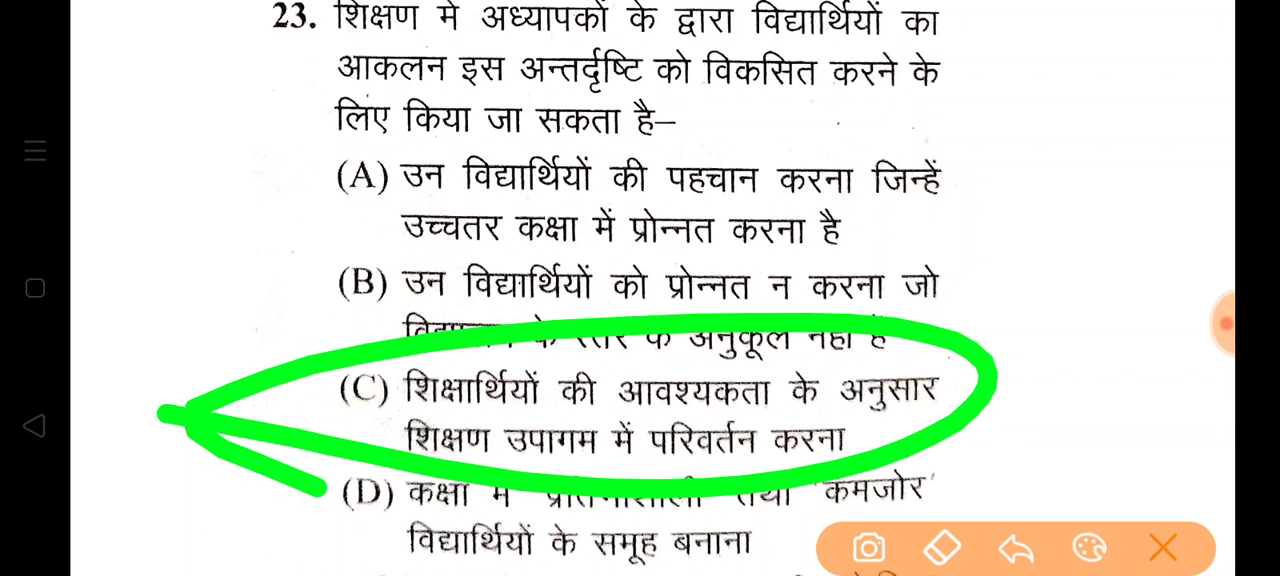 23. शिक्षण में अध्यापकों के द्वारा विद्यार्थियों का
आकलन इस अन्तर्दृष्टि को विकसित करने के
लिए किया जा सकता है–
(A) उन विद्यार्थियों की पहचान करना जिन्हें
उच्चतर कक्षा में प्रोन्नत करना है
(B) उन विद्यार्थियों को प्रोन्नत न करना जो
के स्तर के अनुकूल नहीं हैं
(C) शिक्षार्थियों की आवश्यकता के अनुसार
शिक्षण उपागम में परिवर्तन करना
(D) कक्षा में प्रतिभाशाली तथा 'कमजोर'
विद्यार्थियों के समूह बनाना